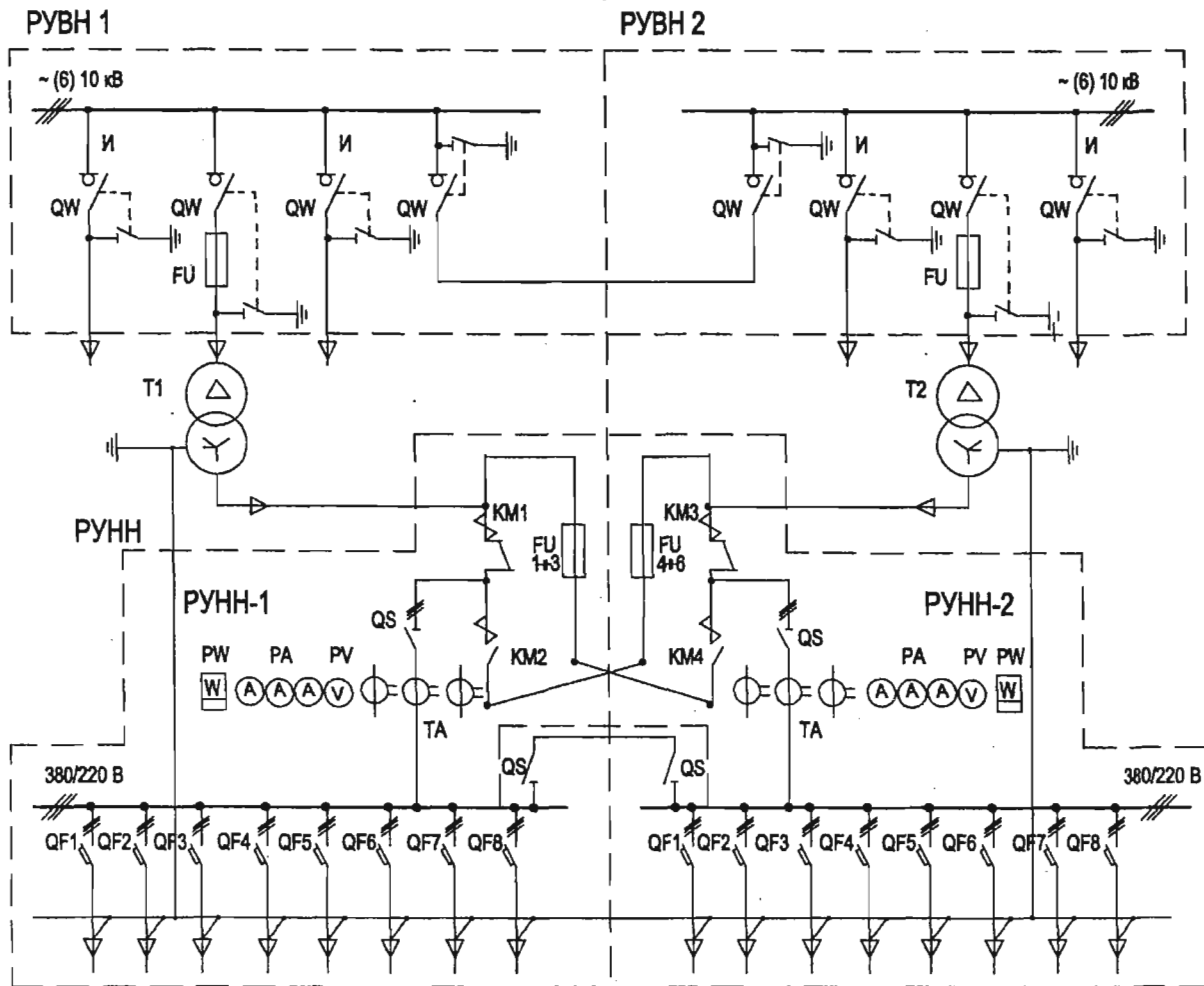 РУВН 1
РУВН 2
~ (6) 10 кВ
~ (6) 10 кВ
И
И
И
И
QW
QW
QW
QW
QW
QW
QW
QW
FU
FU
T1
T2
РУНН
KM1
KM3
FU
1÷3
FU
4÷6
РУНН-1
РУНН-2
QS
QS
KM2
KM4
PW
PA
PV
PA
PV
PW
W
A
A
A
V
A
A
A
V
W
TA
TA
QS
QS
380/220 В
380/220 В
QF1
QF2
QF3
QF4
QF5
QF6
QF7
QF8
QF1
QF2
QF3
QF4
QF5
QF6
QF7
QF8